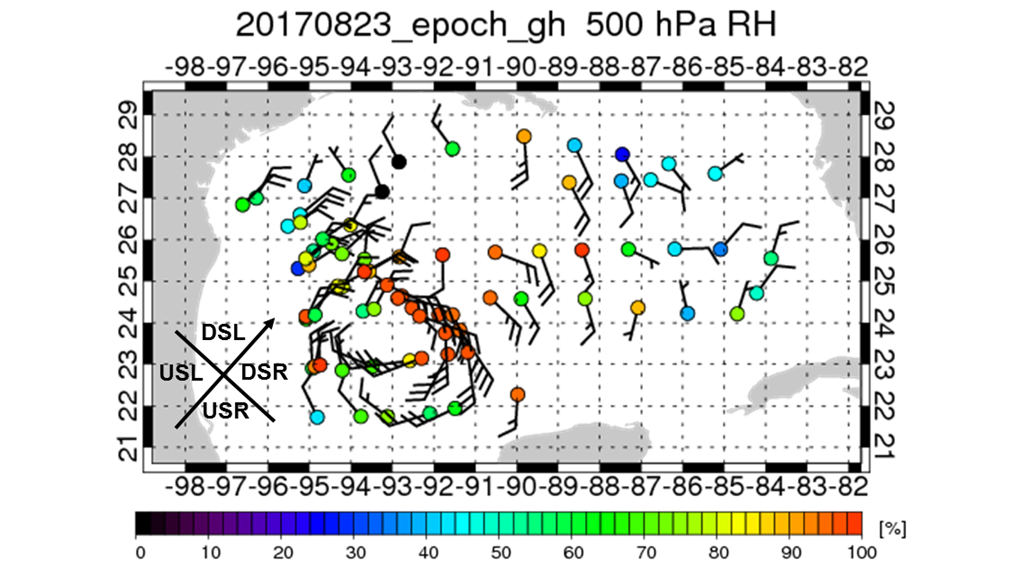 20170823_epoch_gh 500 hPa RH
-98-97-96-95-94-93-92-91-90-89-88-87-86-85-84-83-82
29 29
28 28
27 27
26 26
25 25
24 24
DSL
23 23
USL DSR
22 22
USR
21 21
-98-97-96-95-94-93-92-91-90-89-88-87-86-85-84-83-82
[%]
0 10 20 30 40 50 60 70 80 90 100